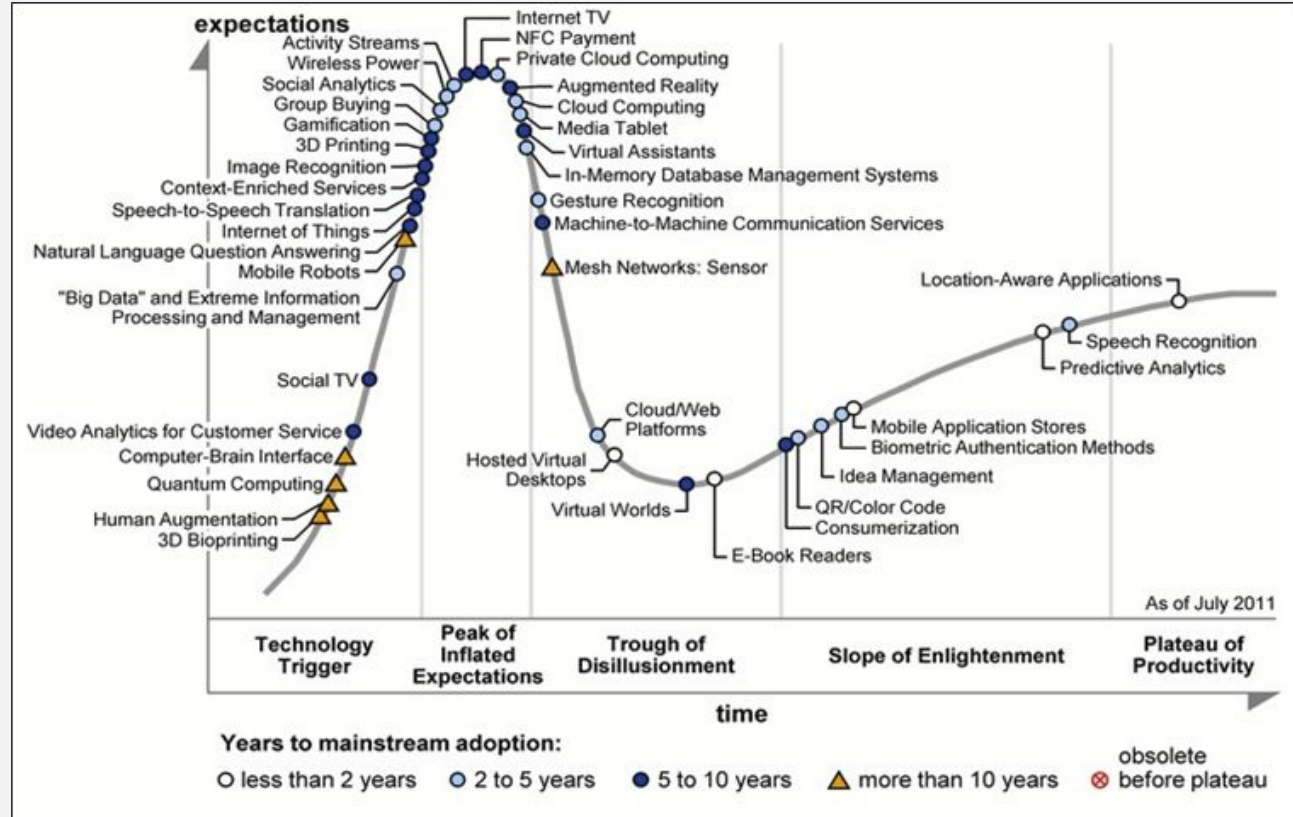 expectations
Activity Streams
Wireless Power
Social Analytics
Group Buying
Gamification
3D Printing
Image Recognition
Context-Enriched Services
Speech-to-Speech Translation
Internet of Things
Natural Language Question Answering
Mobile Robots
"Big Data" and Extreme Information
Processing and Management
Social TV
Video Analytics for Customer Service
Computer-Brain Interface
Quantum Computing
Human Augmentation
3D Bioprinting
Internet TV
NFC Payment
Private Cloud Computing
Augmented Reality
Cloud Computing
Media Tablet
Virtual Assistants
In-Memory Database Management Systems
Gesture Recognition
Machine-to-Machine Communication Services
Mesh Networks: Sensor
Cloud/Web
Platforms
Hosted Virtual
Desktops
Virtual Worlds
E-Book Readers
Location-Aware Applications
Speech Recognition
Predictive Analytics
Mobile Application Stores
Biometric Authentication Methods
Idea Management
QR/Color Code
Consumerization
As of July 2011
Technology
Trigger
Peak of
Inflated
Expectations
Trough of
Disillusionment
Slope of Enlightenment
Plateau of
Productivity
time
Years to mainstream adoption:
less than 2 years
2 to 5 years
5 to 10 years
more than 10 years
obsolete
before plateau